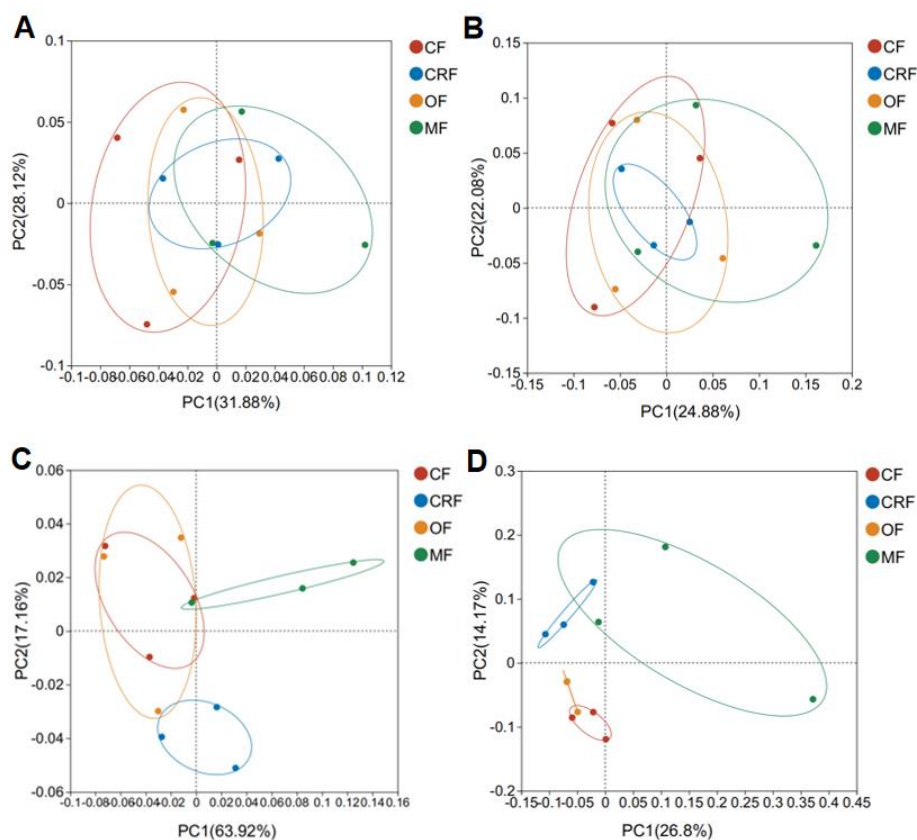 A
B
0.1
0.05
0
-0.05
-0.1
PC2(28.12%)
-0.1-0.08-0.06-0.04-0.02 0 0.02 0.04 0.06 0.08 0.1 0.12
PC1(31.88%)
CF
CRF
OF
MF
0.15
0.1
0.05
0
-0.05
-0.1
-0.15
PC2(22.08%)
-0.15 -0.1 -0.05 0 0.05 0.1 0.15 0.2
PC1(24.88%)
CF
CRF
OF
MF
C
D
0.06
0.04
0.02
0
-0.02
-0.04
-0.06
PC2(17.16%)
-0.1-0.08-0.06-0.04-0.02 0 0.02 0.04 0.06 0.08 0.1 0.12 0.14 0.16
PC1(63.92%)
CF
CRF
OF
MF
0.3
0.2
0.1
0
-0.1
-0.2
PC2(14.17%)
-0.15-0.1-0.05 0 0.05 0.1 0.15 0.2 0.25 0.3 0.35 0.4 0.45
PC1(26.8%)
CF
CRF
OF
MF